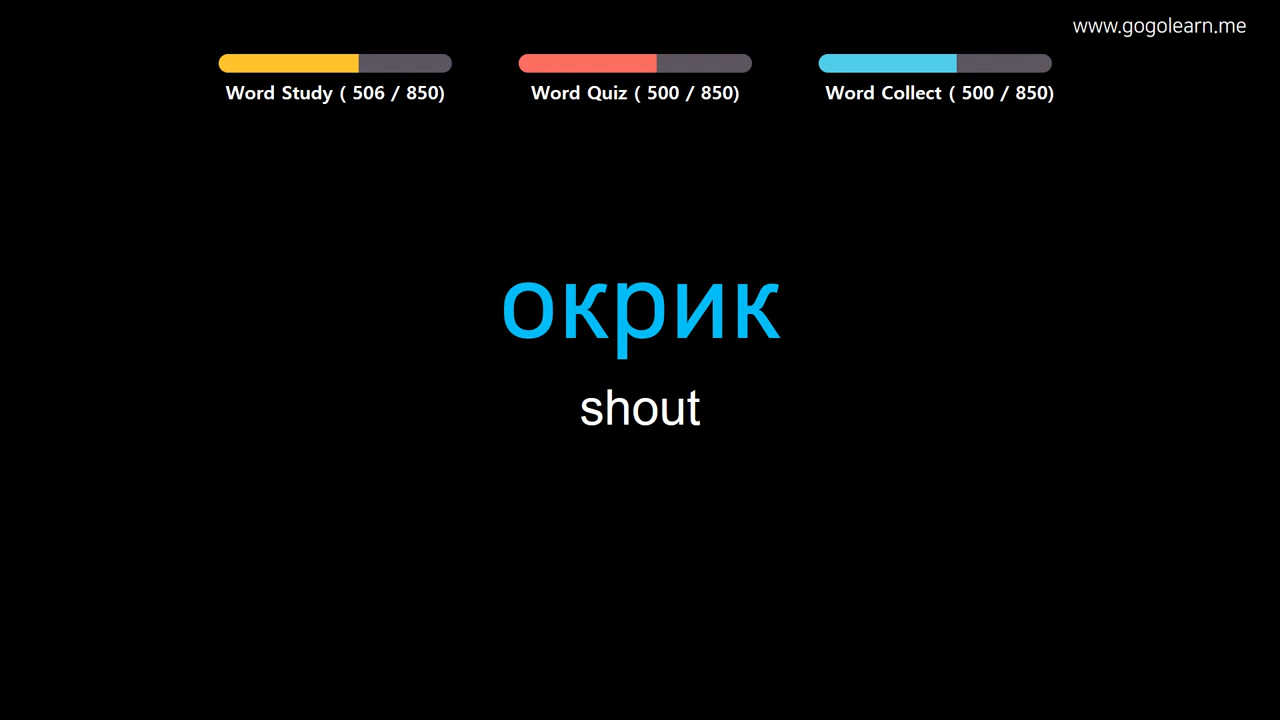 www.gogolearn.me
Word Study ( 506 / 850)
Word Quiz ( 500 / 850)
Word Collect ( 500 / 850)
окрик
shout